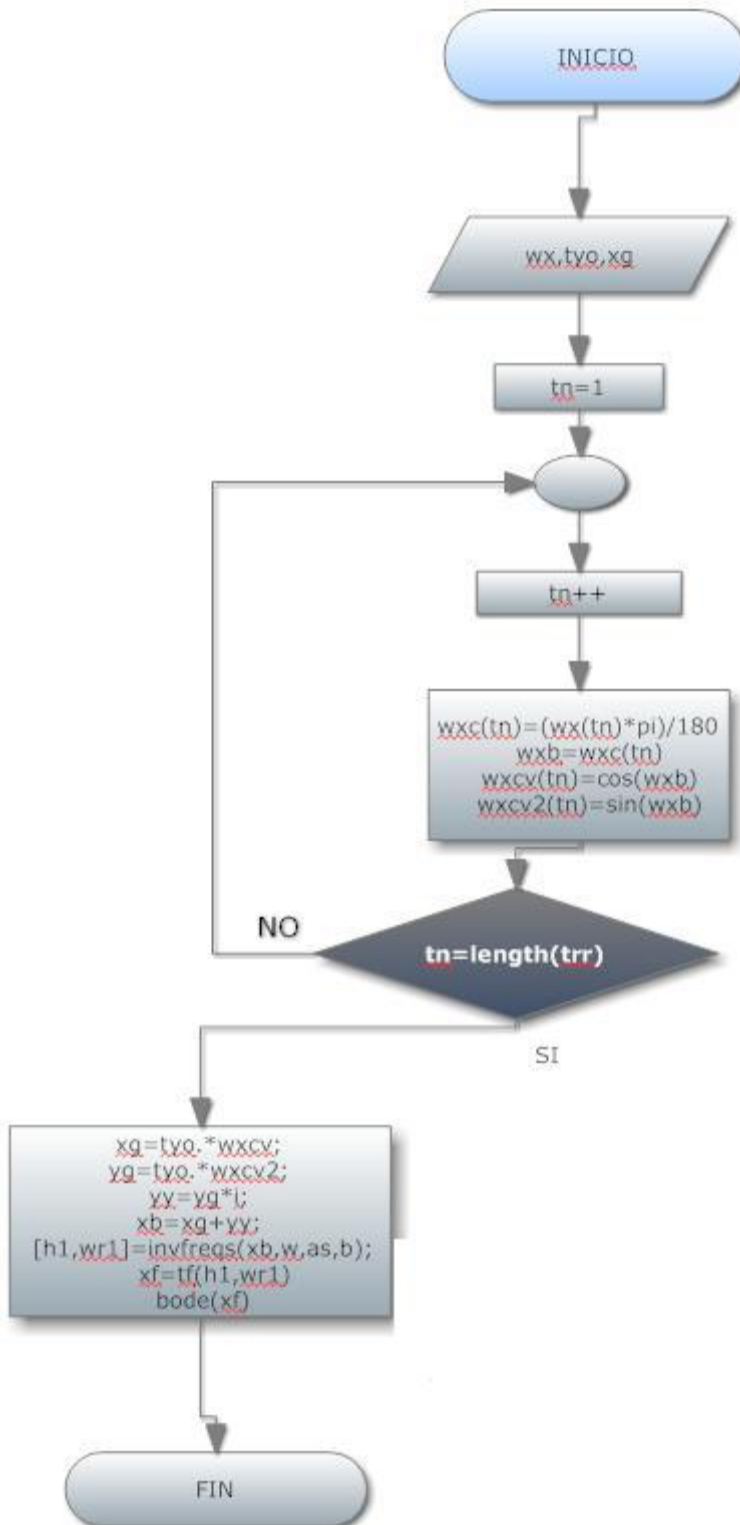 INICIO
wx,tyo,xg
tn=1
tn++
wxc(tn)=(wx(tn)*pi)/180
wxb=wxc(tn)
wxcv(tn)=cos(wxb)
wxcv2(tn)=sin(wxb)
NO
tn=length(trr)
SI
xg=tyo.*wxcv;
yg=tyo.*wxcv2;
yy=yg*i;
xb=xg+yy;
[h1,wr1]=invfreqs(xb,w,as,b);
xf=tf(h1,wr1)
bode(xf)
FIN